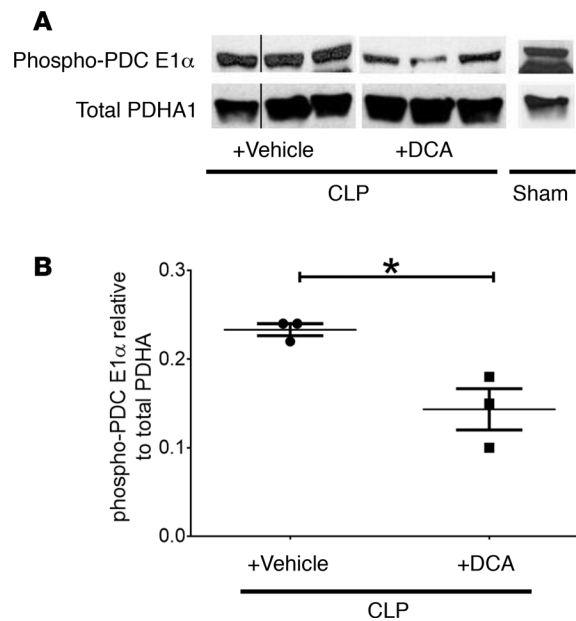 A
Phospho-PDC E1α
Total PDHA1
+Vehicle +DCA
CLP Sham
B
phospho-PDC E1α relative
to total PDHA
0.3
0.2
0.1
0.0
*
+Vehicle +DCA
CLP